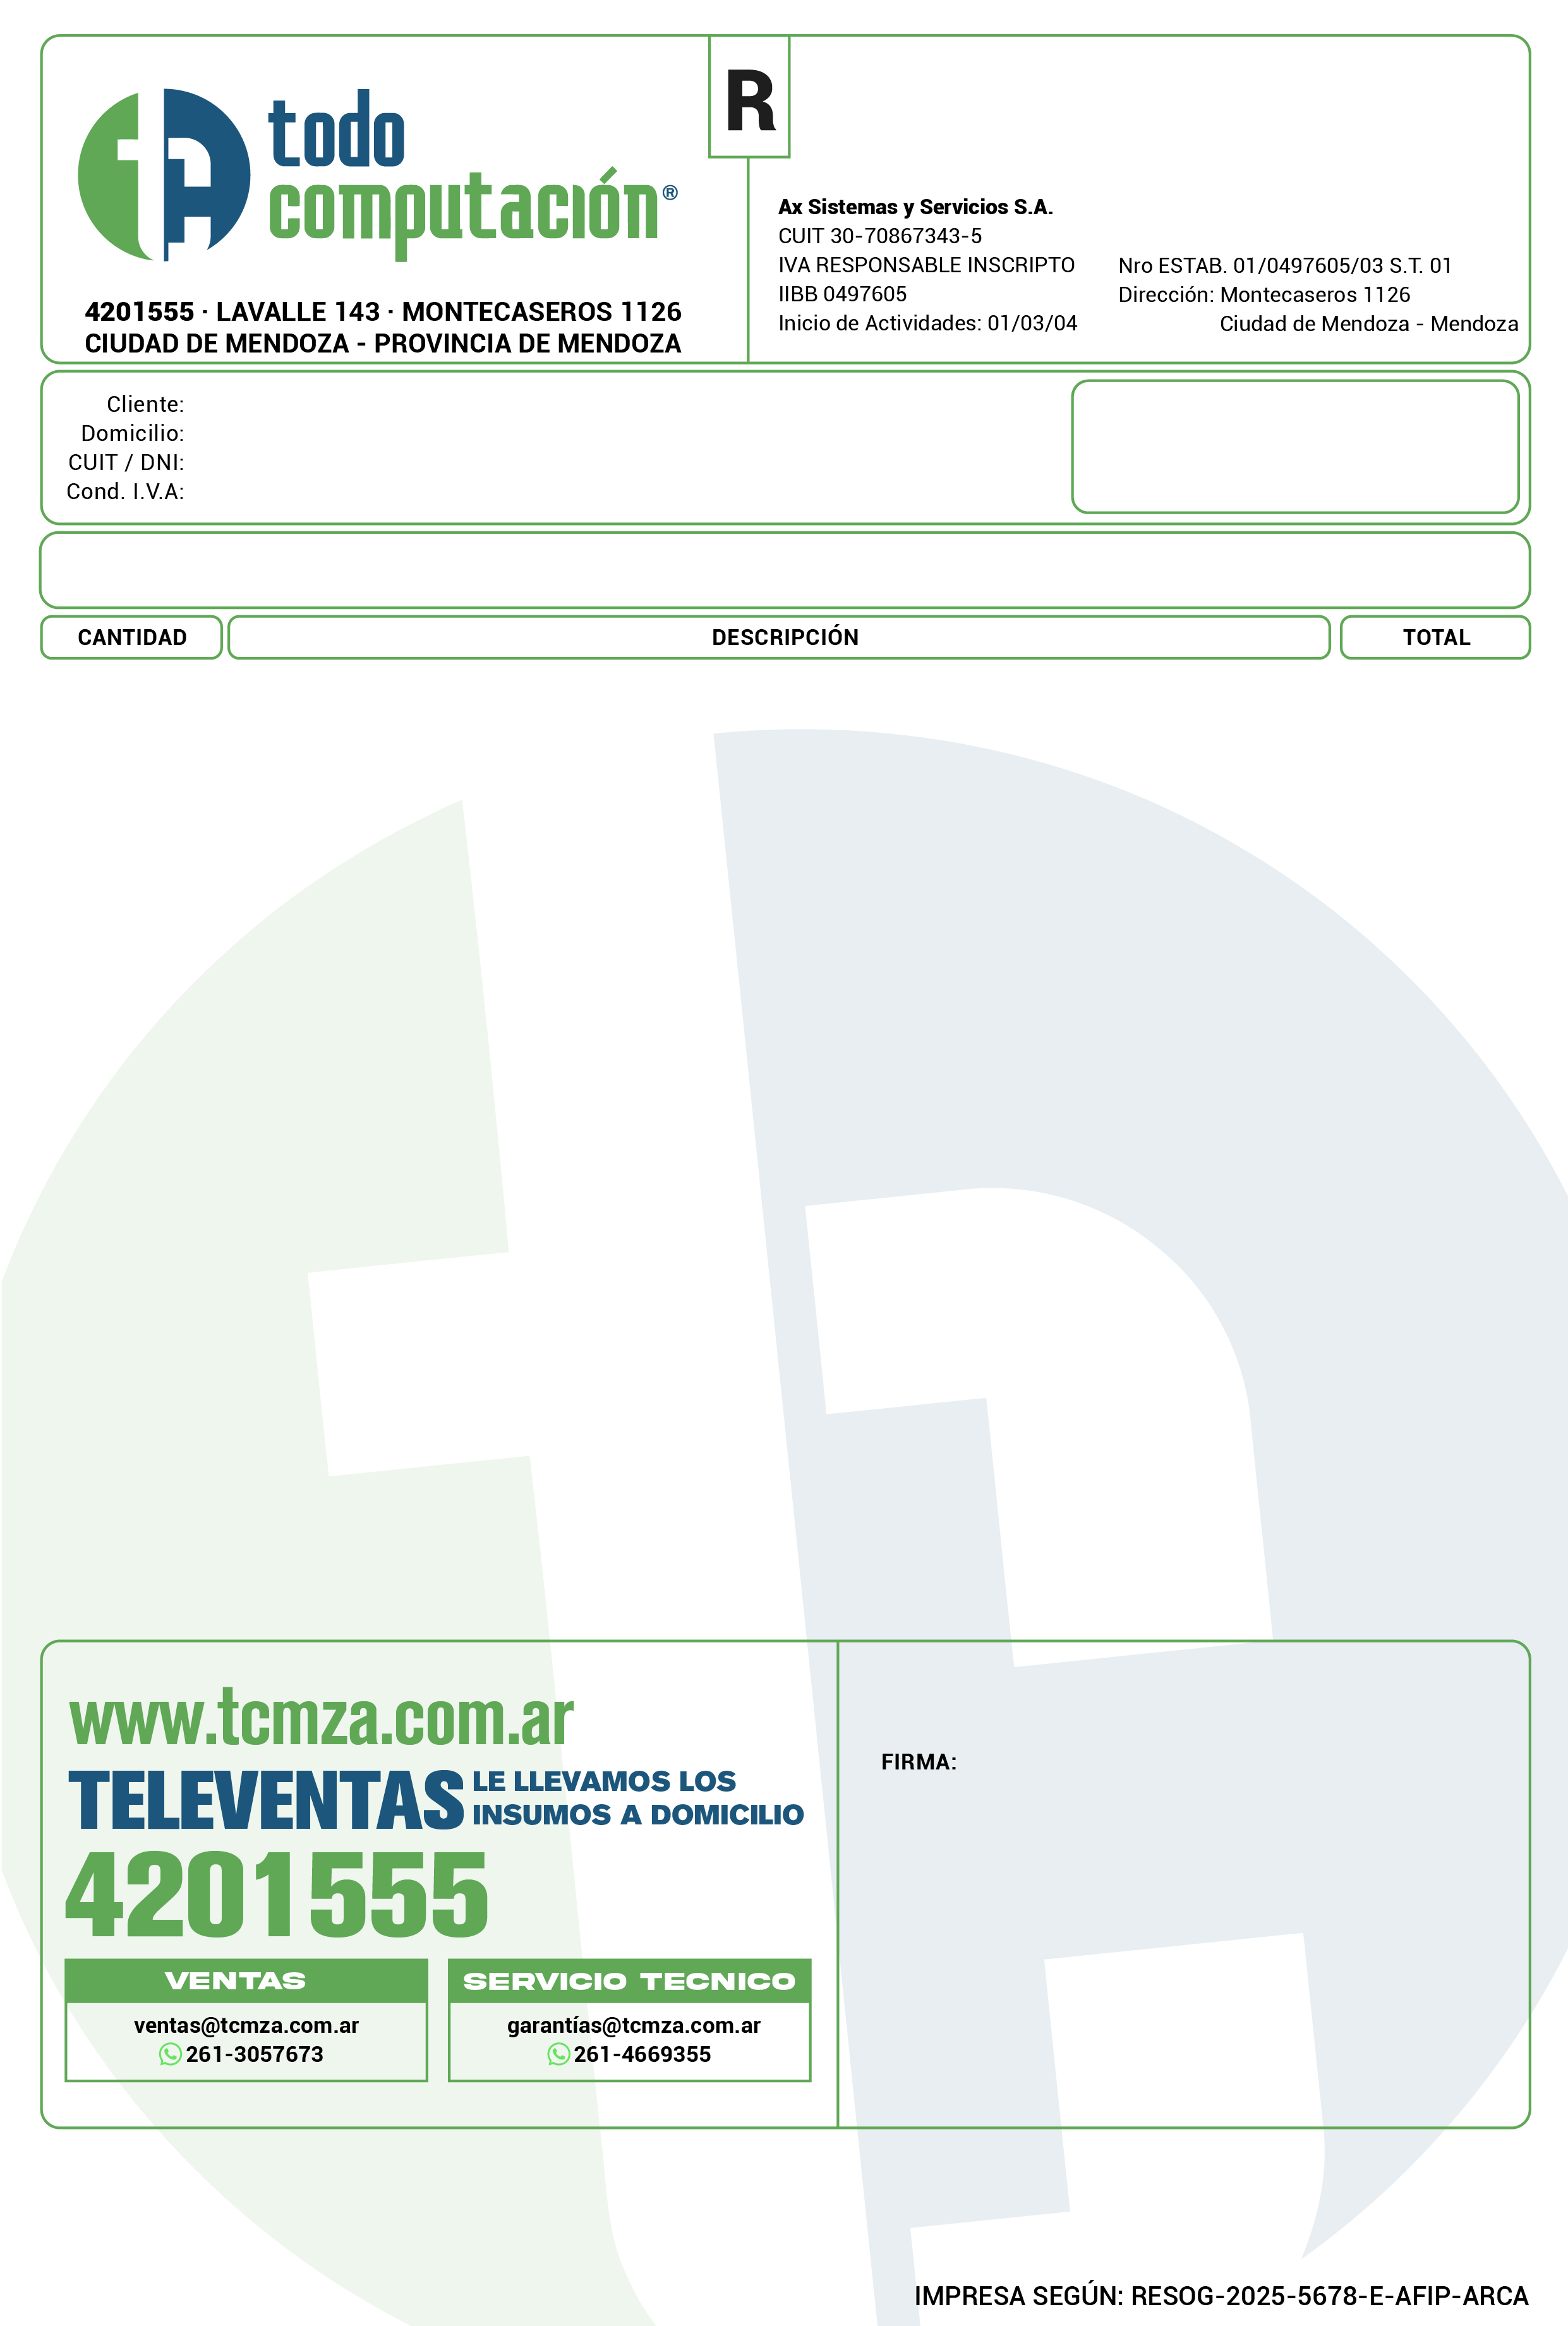 todo
computación®
4201555 · LAVALLE 143 · MONTECASEROS 1126
CIUDAD DE MENDOZA - PROVINCIA DE MENDOZA
R
Ax Sistemas y Servicios S.A.
CUIT 30-70867343-5
IVA RESPONSABLE INSCRIPTO
IIBB 0497605
Inicio de Actividades: 01/03/04
Nro ESTAB. 01/0497605/03 S.T. 01
Dirección: Montecaseros 1126
Ciudad de Mendoza - Mendoza
Cliente:
Domicilio:
CUIT / DNI:
Cond. I.V.A:
CANTIDAD DESCRIPCIÓN TOTAL
www.tcmza.com.ar
TELEVENTAS
LE LLEVAMOS LOS
INSUMOS A DOMICILIO
4201555
VENTAS
ventas@tcmza.com.ar
261-3057673
SERVICIO TECNICO
garantías@tcmza.com.ar
261-4669355
FIRMA:
IMPRESA SEGÚN: RESOG-2025-5678-E-AFIP-ARCA